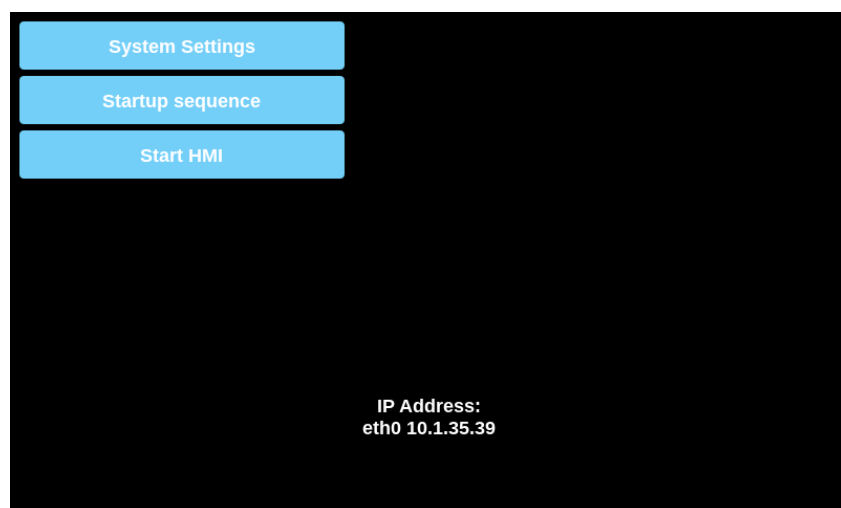 System Settings
Startup sequence
Start HMI
IP Address:
eth0 10.1.35.39